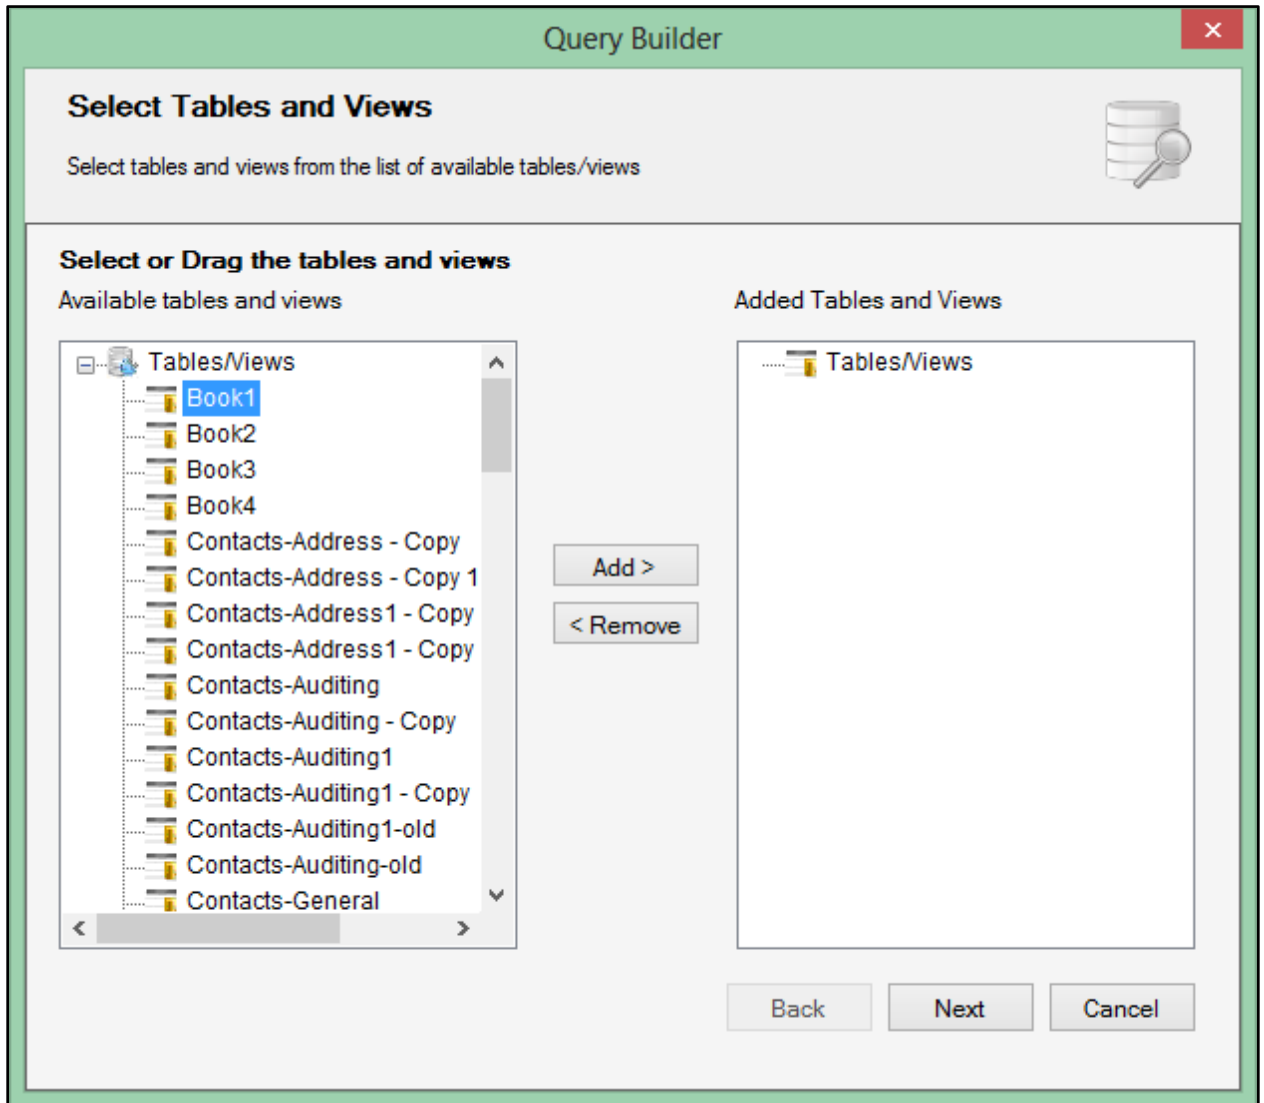 Query Builder
×
Select Tables and Views
Select tables and views from the list of available tables/views
Select or Drag the tables and views
Available tables and views
Added Tables and Views
Tables/Views
Book1
Book2
Book3
Book4
Contacts-Address - Copy
Contacts-Address - Copy 1
Contacts-Address1 - Copy
Contacts-Address1 - Copy
Contacts-Auditing
Contacts-Auditing - Copy
Contacts-Auditing1
Contacts-Auditing1 - Copy
Contacts-Auditing1-old
Contacts-Auditing-old
Contacts-General
Add >
< Remove
Tables/Views
Back
Next
Cancel